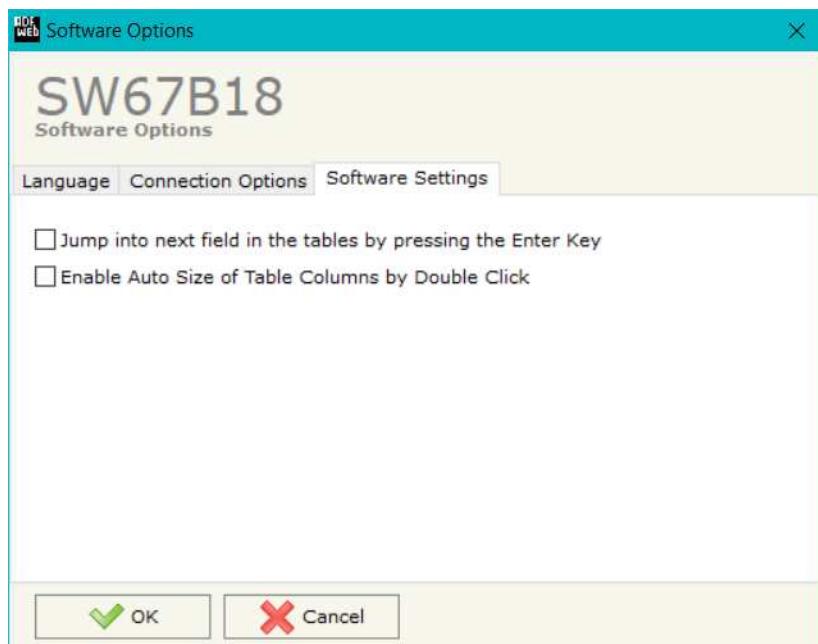 ADF
WEB
Software Options
SW67B18
Software Options
Language Connection Options Software Settings
Jump into next field in the tables by pressing the Enter Key
Enable Auto Size of Table Columns by Double Click
OK Cancel